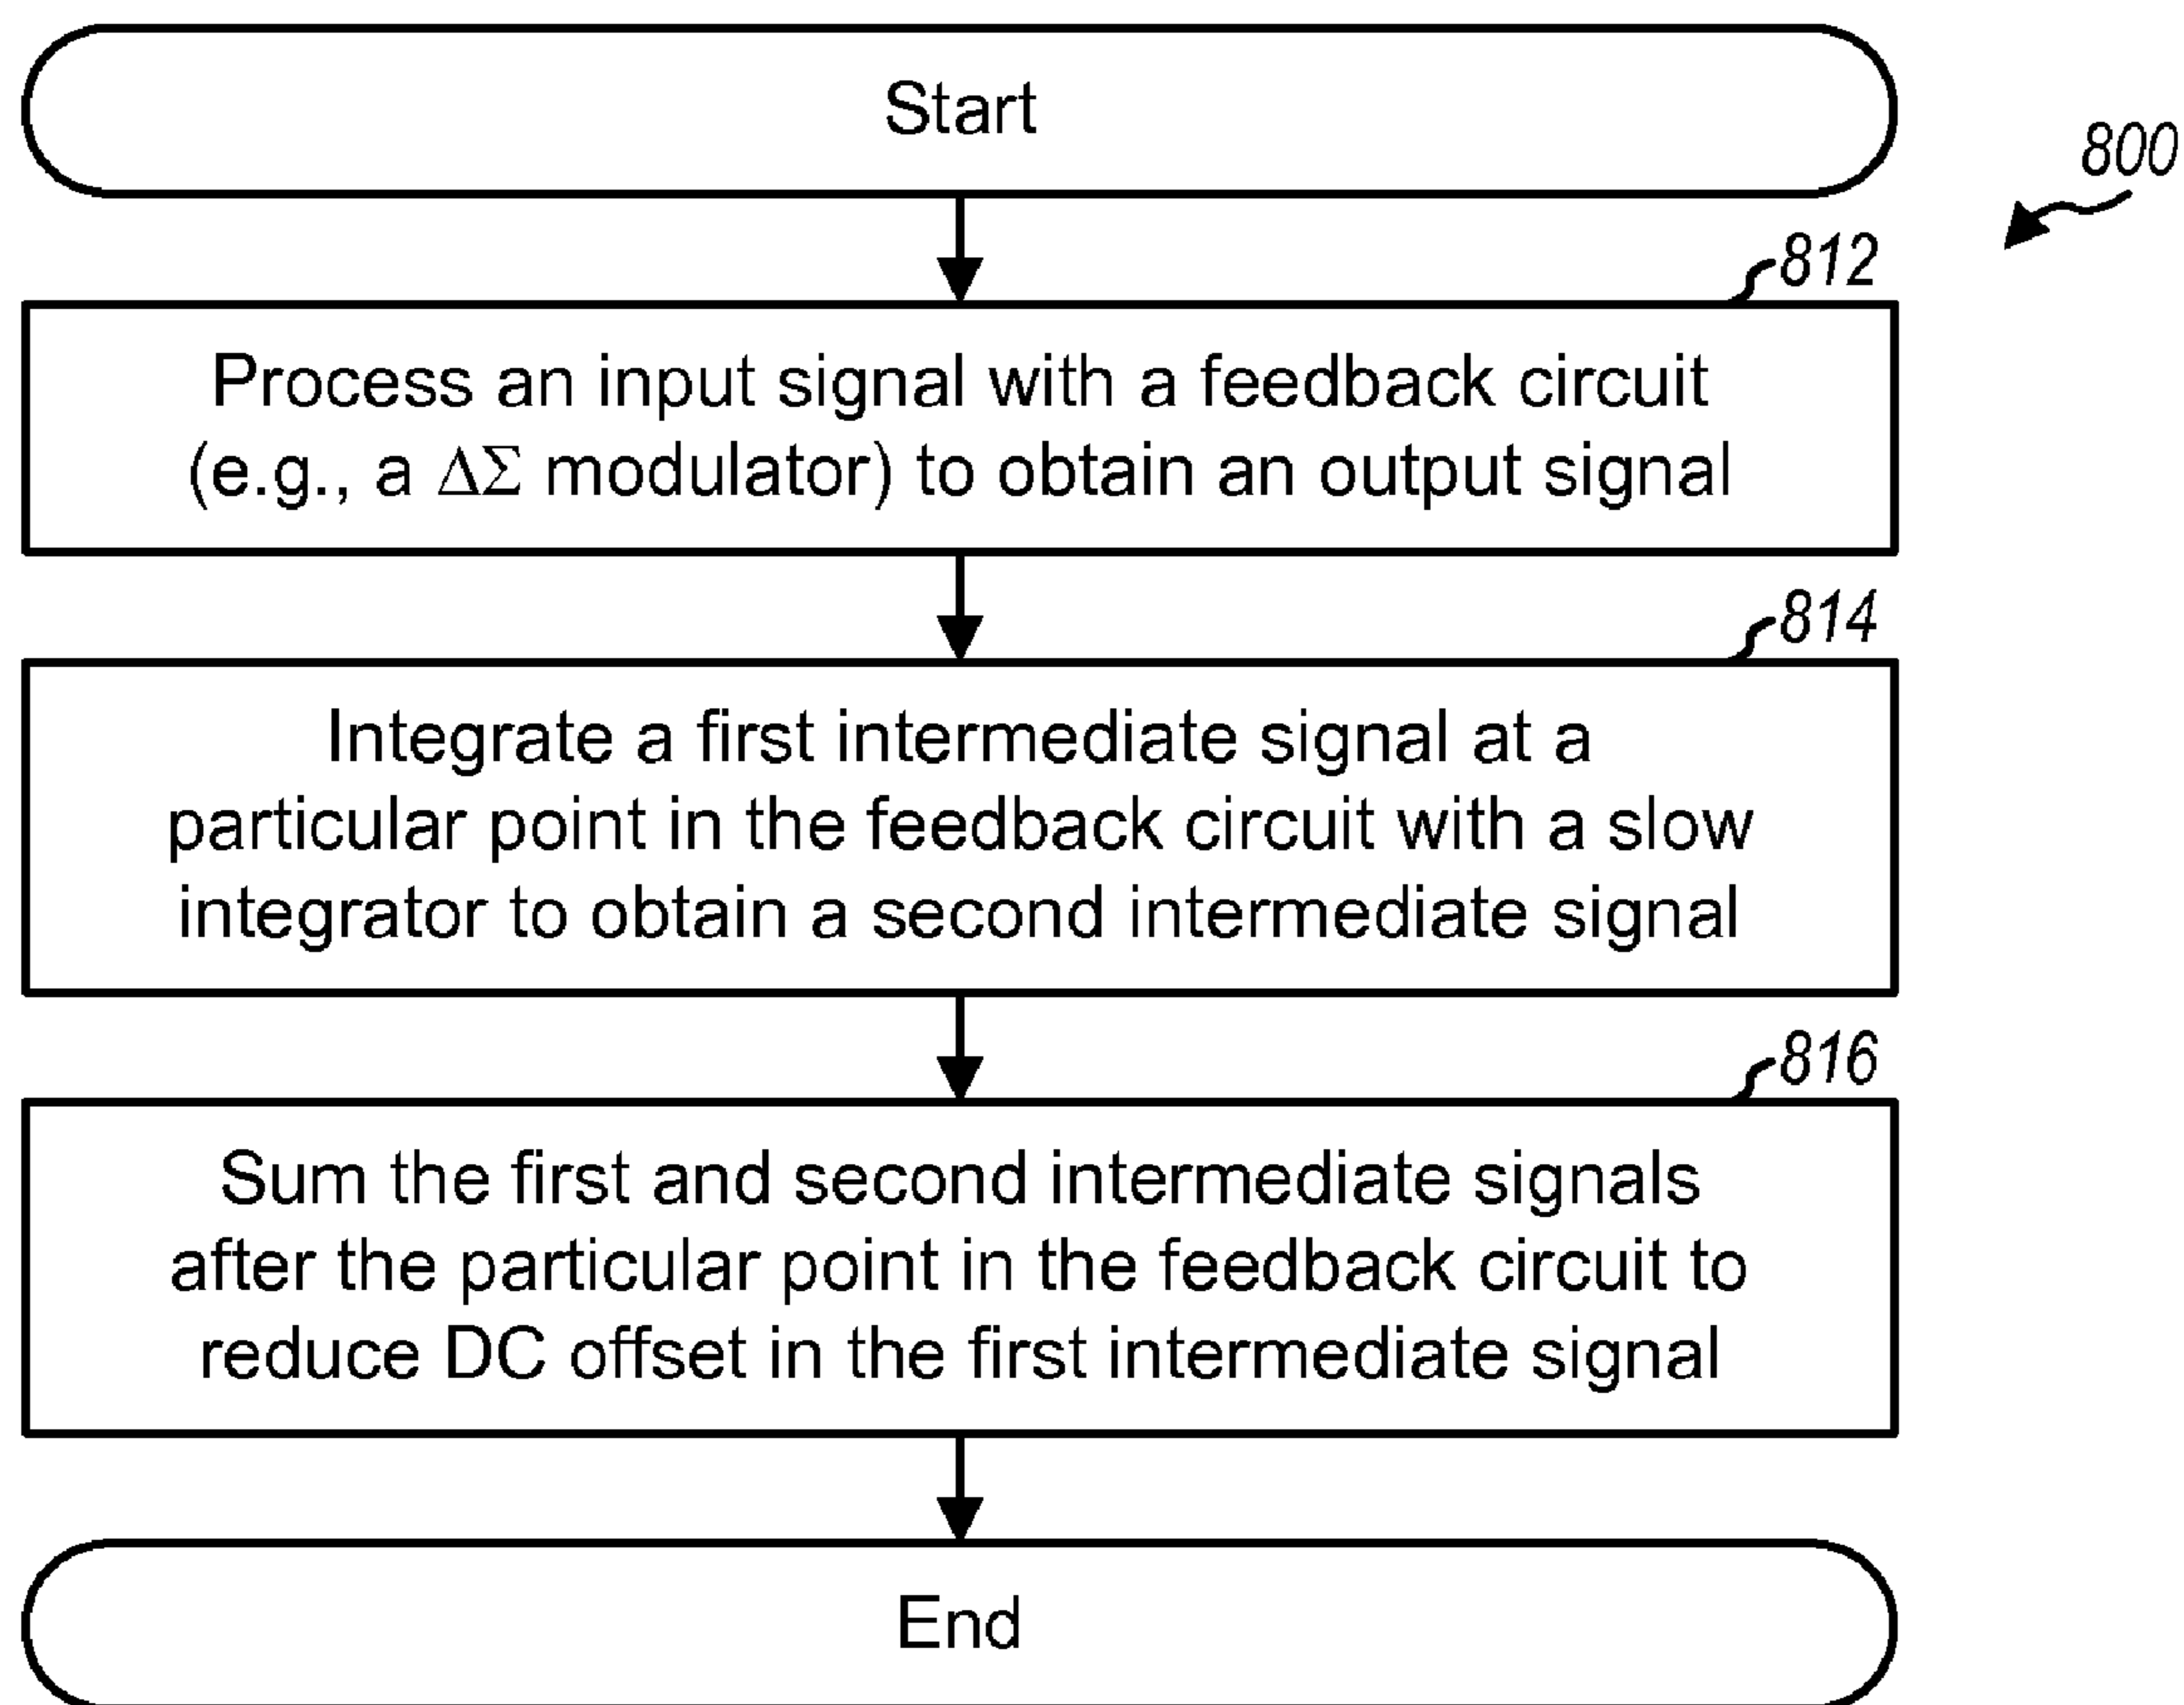 Start
800
812
Process an input signal with a feedback circuit
(e.g., a ΔΣ modulator) to obtain an output signal
814
Integrate a first intermediate signal at a
particular point in the feedback circuit with a slow
integrator to obtain a second intermediate signal
816
Sum the first and second intermediate signals
after the particular point in the feedback circuit to
reduce DC offset in the first intermediate signal
End